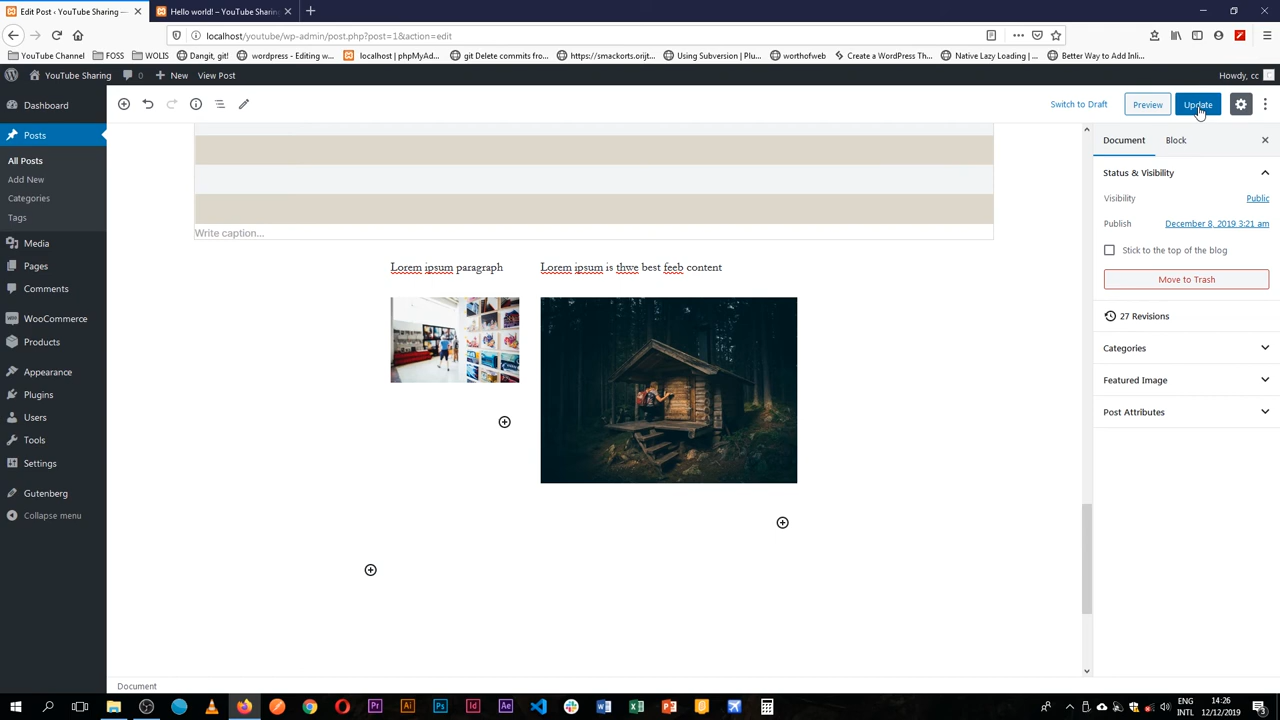 Edit Post ‹ YouTube Sharing —
Hello world! – YouTube Sharing
localhost/youtube/wp-admin/post.php?post=1&action=edit
YouTube Channel
FOSS
WOLIS
Dangit, git!
wordpress - Editing w...
localhost | phpMyAd...
git Delete commits fro...
https://smackorts.orijt...
Using Subversion | Plu...
worthofweb
Create a WordPress Th...
Native Lazy Loading | ...
Better Way to Add Inli...
YouTube Sharing
0
New
View Post
Howdy, cc
Dashboard
Posts
All Posts
Add New
Categories
Tags
Media
Pages
Comments
WooCommerce
Products
Appearance
Plugins
Users
Tools
Settings
Gutenberg
Collapse menu
Switch to Draft
Preview
Update
Write caption...
Lorem ipsum paragraph
Lorem ipsum is thwe best feeb content
Document
Block
Status & Visibility
Visibility
Public
Publish
December 8, 2019 3:21 am
Stick to the top of the blog
Move to Trash
27 Revisions
Categories
Featured Image
Post Attributes
Document
Pr
Ai
Ps
Id
Ae
ENG
INTL
14:26
12/12/2019